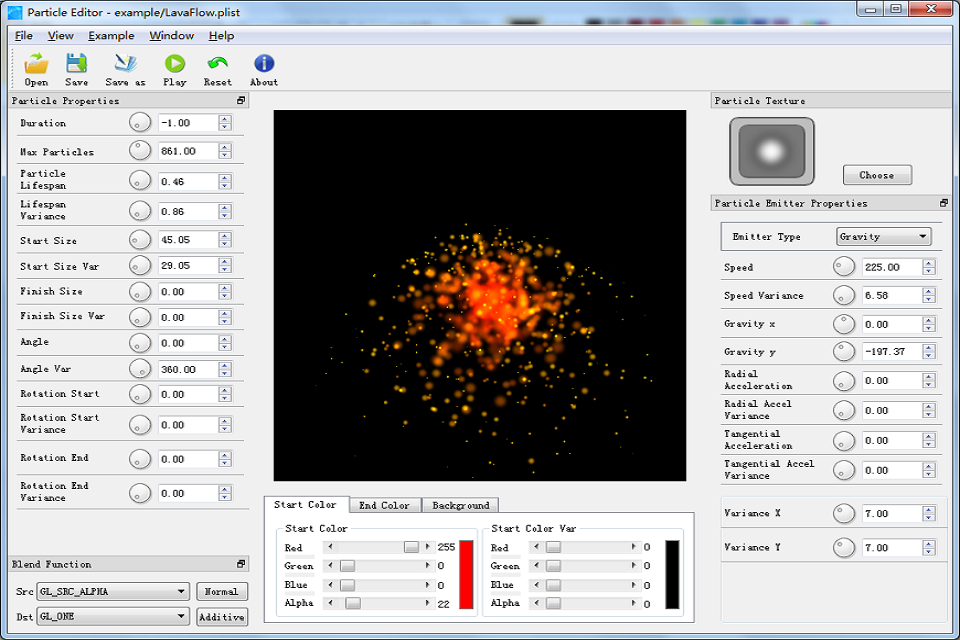 Particle Editor - example/LavaFlow.plist
File View Example Window Help
Open Save Save as Play Reset About
Particle Properties
Duration -1.00
Max Particles 861.00
Particle Lifespan 0.46
Lifespan Variance 0.86
Start Size 45.05
Start Size Var 29.05
Finish Size 0.00
Finish Size Var 0.00
Angle 0.00
Angle Var 360.00
Rotation Start 0.00
Rotation Start Variance 0.00
Rotation End 0.00
Rotation End Variance 0.00
Blend Function
Src GL_SRC_ALPHA Normal
Dst GL_ONE Additive
Start Color End Color Background
Start Color
Red 255
Green 0
Blue 0
Alpha 22
Start Color Var
Red 0
Green 0
Blue 0
Alpha 0
Particle Texture
Choose
Particle Emitter Properties
Emitter Type Gravity
Speed 225.00
Speed Variance 6.58
Gravity x 0.00
Gravity y -197.37
Radial Acceleration 0.00
Radial Accel Variance 0.00
Tangential Acceleration 0.00
Tangential Accel Variance 0.00
Variance X 7.00
Variance Y 7.00